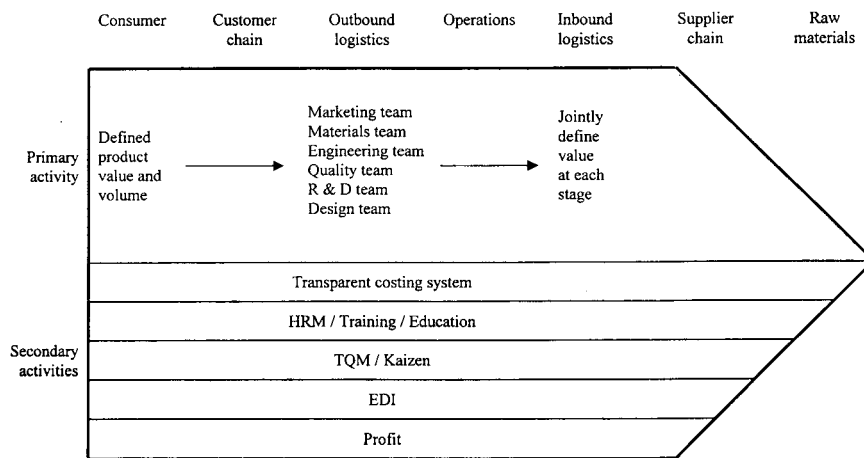 Consumer
Customer chain
Outbound logistics
Operations
Inbound logistics
Supplier chain
Raw materials
Primary activity
Defined
product
value and
volume
Marketing team
Materials team
Engineering team
Quality team
R & D team
Design team
Jointly
define
value
at each
stage
Secondary activities
Transparent costing system
HRM / Training / Education
TQM / Kaizen
EDI
Profit